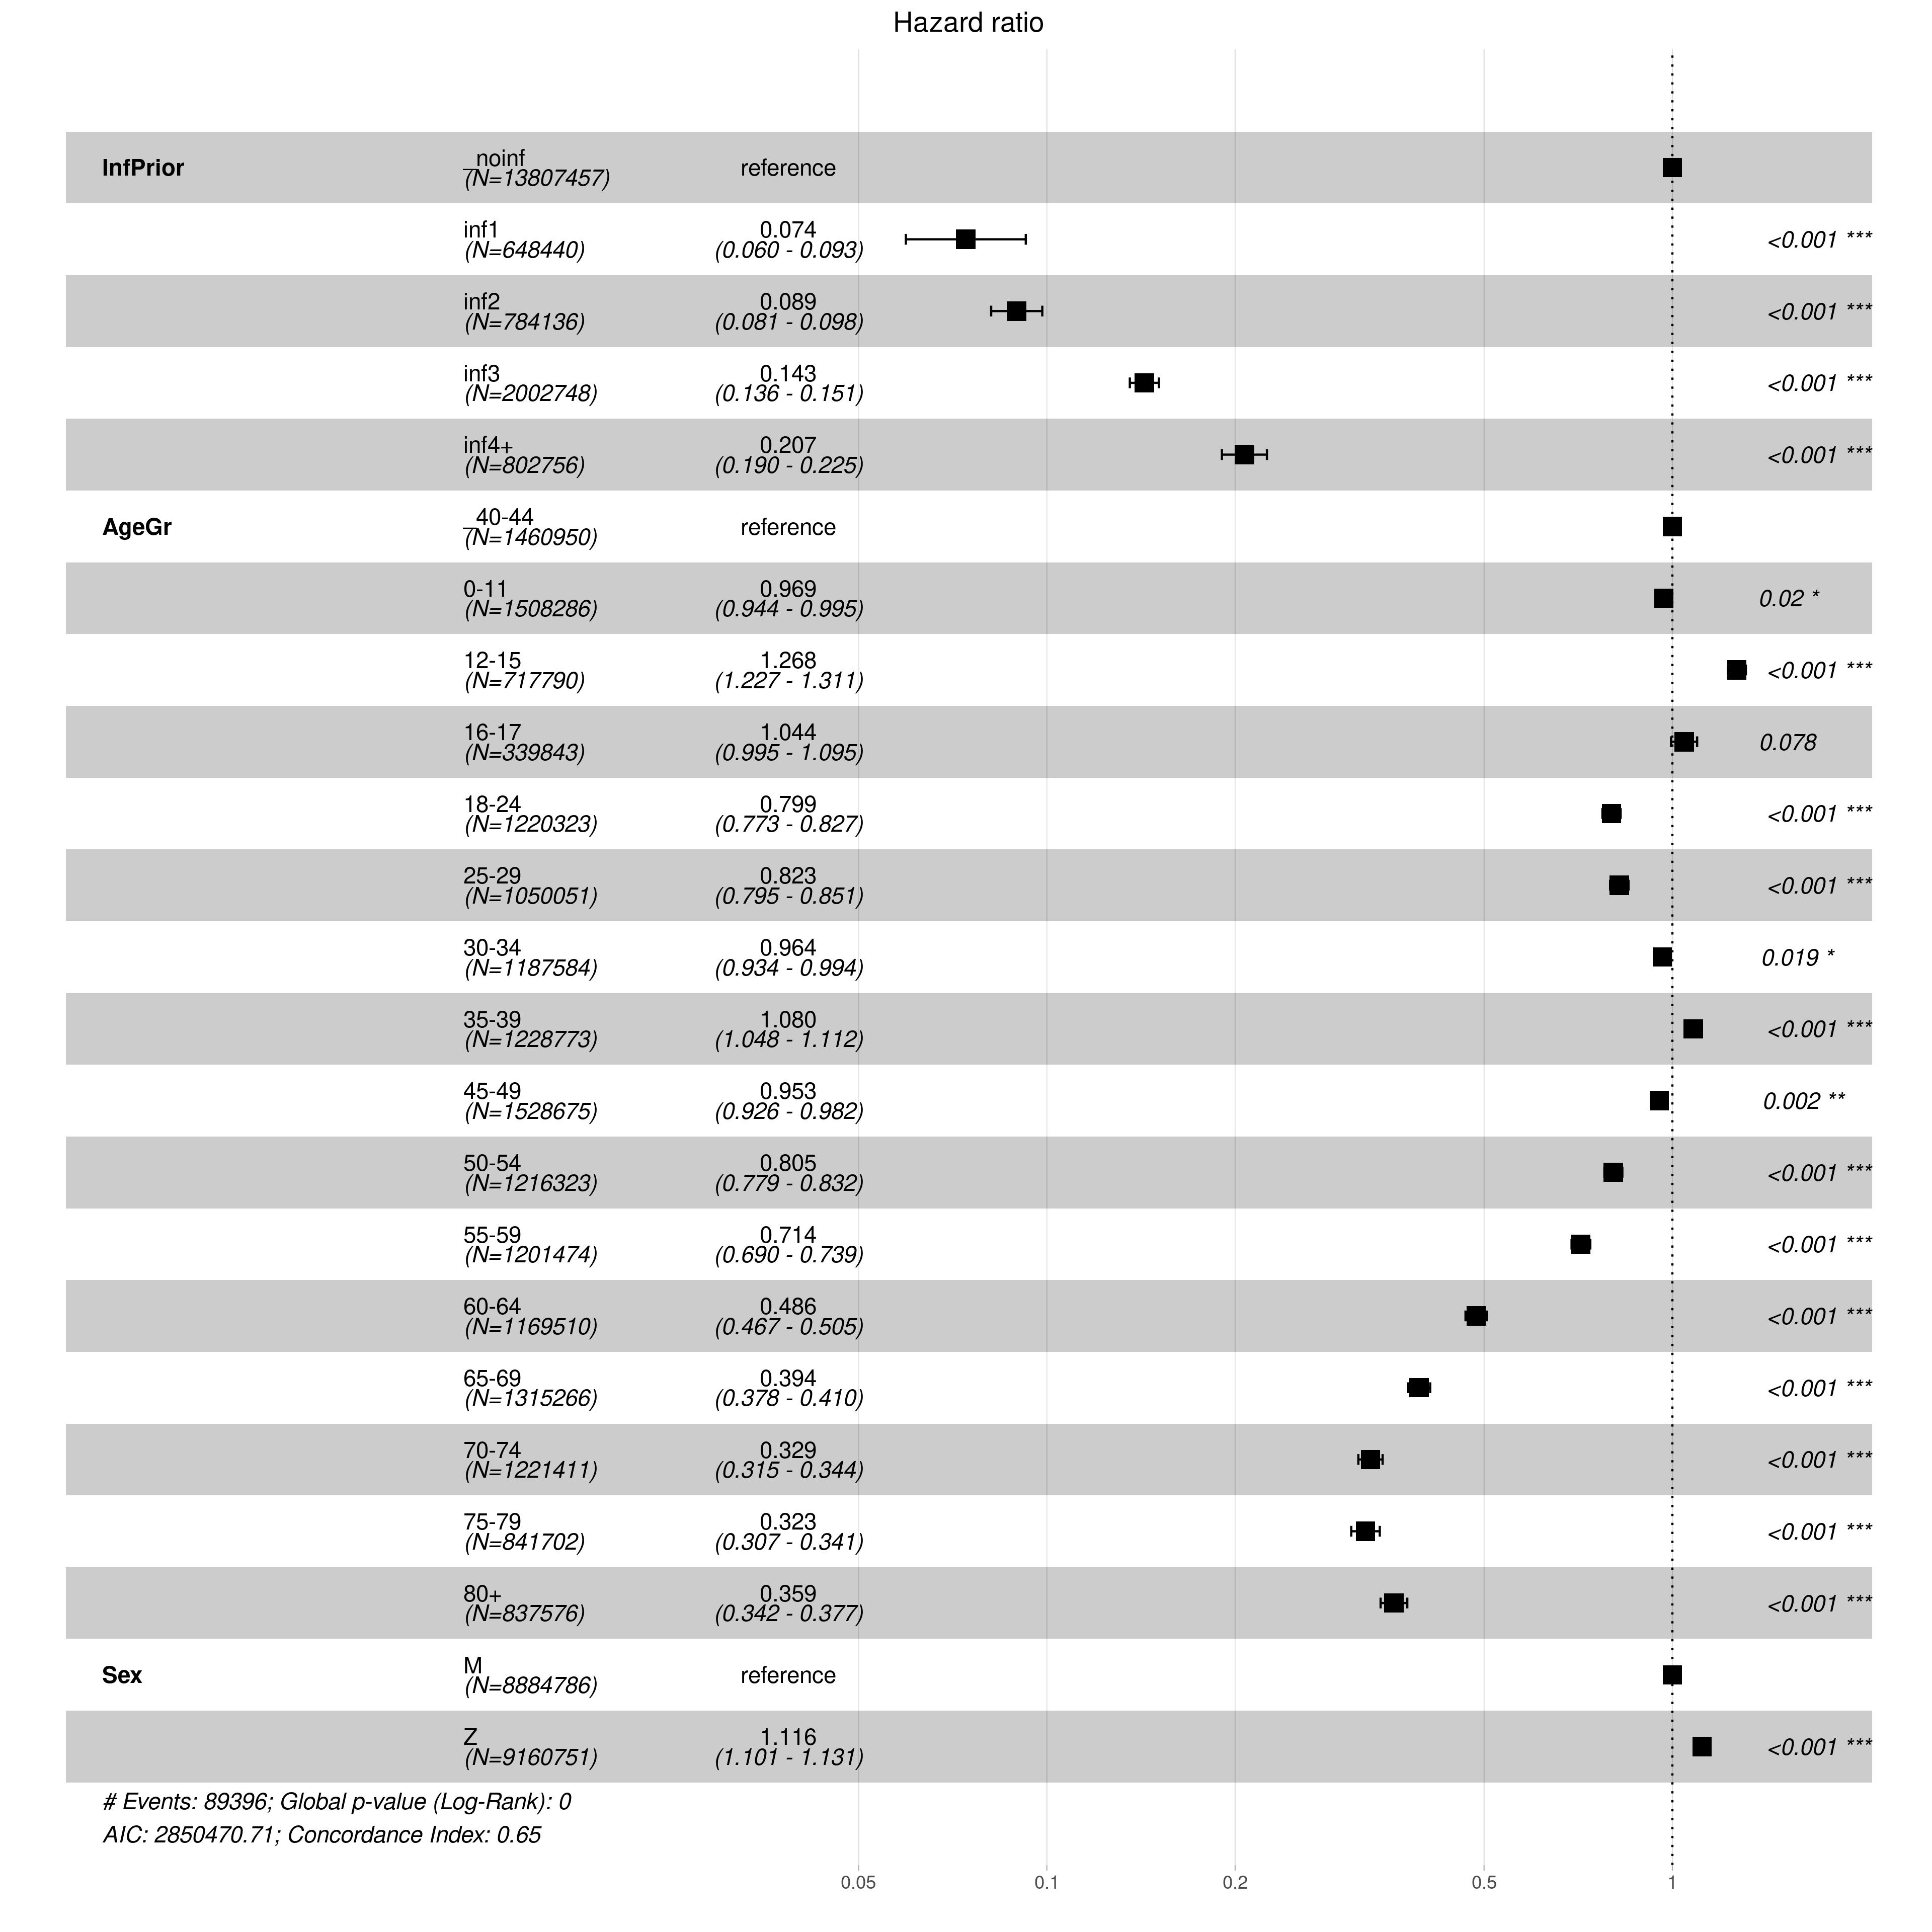 Hazard ratio
InfPrior _noinf (N=13807457) reference
inf1 (N=648440) 0.074 (0.060 - 0.093) <0.001 ***
inf2 (N=784136) 0.089 (0.081 - 0.098) <0.001 ***
inf3 (N=2002748) 0.143 (0.136 - 0.151) <0.001 ***
inf4+ (N=802756) 0.207 (0.190 - 0.225) <0.001 ***
AgeGr _40-44 (N=1460950) reference
0-11 (N=1508286) 0.969 (0.944 - 0.995) 0.02 *
12-15 (N=717790) 1.268 (1.227 - 1.311) <0.001 ***
16-17 (N=339843) 1.044 (0.995 - 1.095) 0.078
18-24 (N=1220323) 0.799 (0.773 - 0.827) <0.001 ***
25-29 (N=1050051) 0.823 (0.795 - 0.851) <0.001 ***
30-34 (N=1187584) 0.964 (0.934 - 0.994) 0.019 *
35-39 (N=1228773) 1.080 (1.048 - 1.112) <0.001 ***
45-49 (N=1528675) 0.953 (0.926 - 0.982) 0.002 **
50-54 (N=1216323) 0.805 (0.779 - 0.832) <0.001 ***
55-59 (N=1201474) 0.714 (0.690 - 0.739) <0.001 ***
60-64 (N=1169510) 0.486 (0.467 - 0.505) <0.001 ***
65-69 (N=1315266) 0.394 (0.378 - 0.410) <0.001 ***
70-74 (N=1221411) 0.329 (0.315 - 0.344) <0.001 ***
75-79 (N=841702) 0.323 (0.307 - 0.341) <0.001 ***
80+ (N=837576) 0.359 (0.342 - 0.377) <0.001 ***
Sex M (N=8884786) reference
Z (N=9160751) 1.116 (1.101 - 1.131) <0.001 ***
# Events: 89396; Global p-value (Log-Rank): 0
AIC: 2850470.71; Concordance Index: 0.65
0.05 0.1 0.2 0.5 1